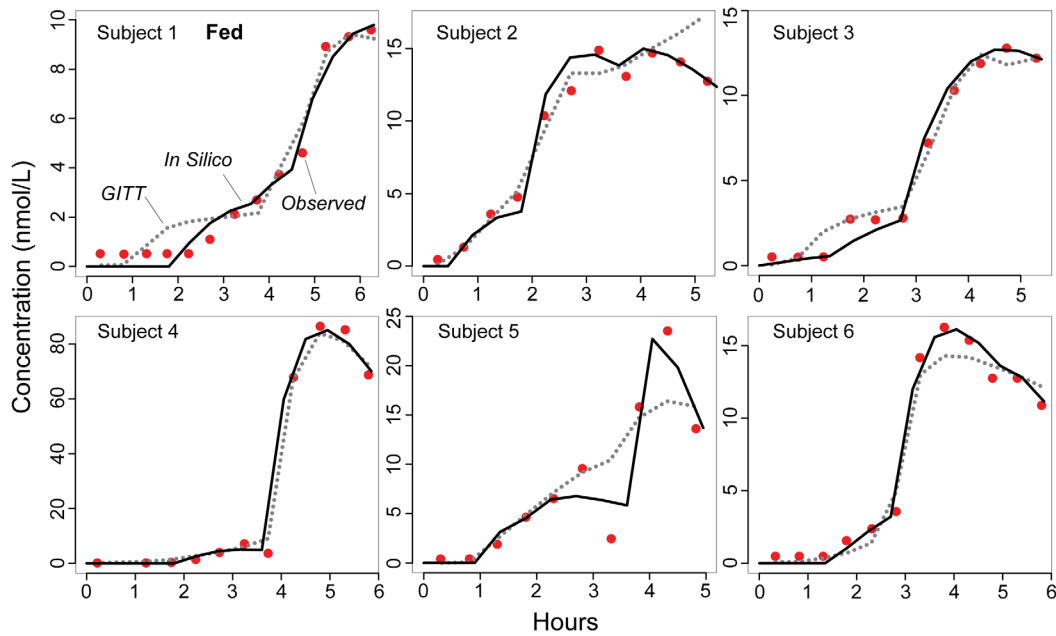 Concentration (nmol/L)
Subject 1 Fed
10
8
6
4
2
0
In Silico
GITT
Observed
0 1 2 3 4 5 6
Subject 2
15
10
5
0
0 1 2 3 4 5
Subject 3
15
10
5
0
0 1 2 3 4 5
Subject 4
80
60
40
20
0
0 1 2 3 4 5 6
Subject 5
25
20
15
10
5
0
0 1 2 3 4 5
Subject 6
15
10
5
0
0 1 2 3 4 5 6
Hours